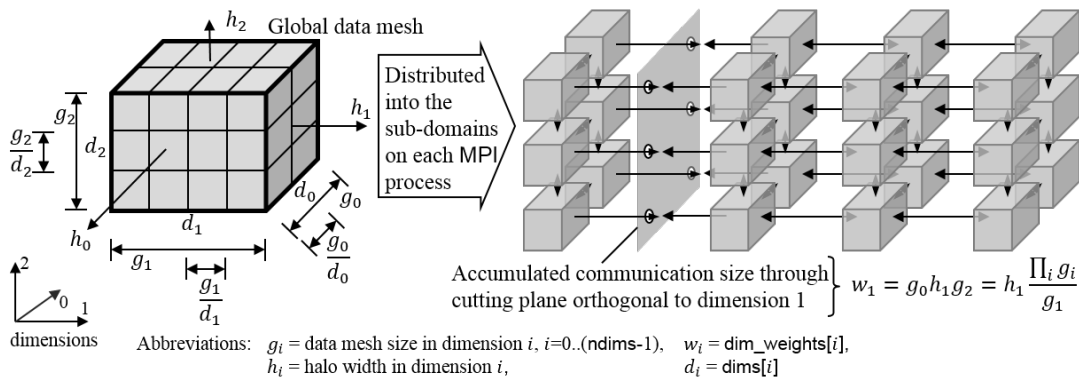 h₂
Global data mesh
g₂
g₂/d₂
d₂
h₁
h₀
d₁
d₀
g₀
g₀/d₀
g₁
g₁/d₁
2
0
1
dimensions
Distributed
into the
sub-domains
on each MPI
process
Accumulated communication size through
cutting plane orthogonal to dimension 1
w₁ = g₀h₁g₂ = h₁ ∏ᵢ gᵢ / g₁
Abbreviations: gᵢ = data mesh size in dimension i, i=0..(ndims-1), wᵢ = dim_weights[i],
hᵢ = halo width in dimension i, dᵢ = dims[i]